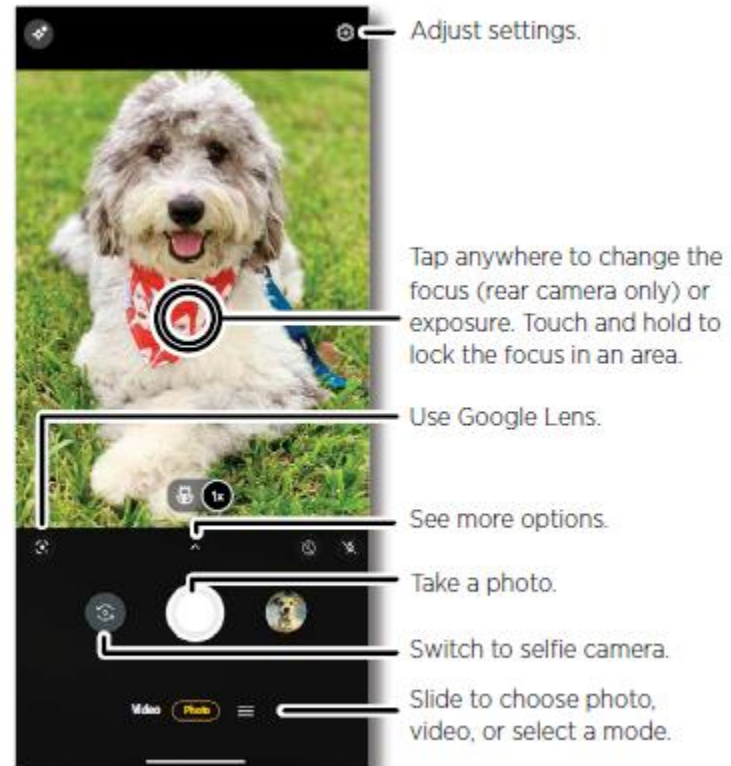 Adjust settings.
Tap anywhere to change the
focus (rear camera only) or
exposure. Touch and hold to
lock the focus in an area.
Use Google Lens.
1x
See more options.
Take a photo.
Switch to selfie camera.
Video Photo
Slide to choose photo,
video, or select a mode.